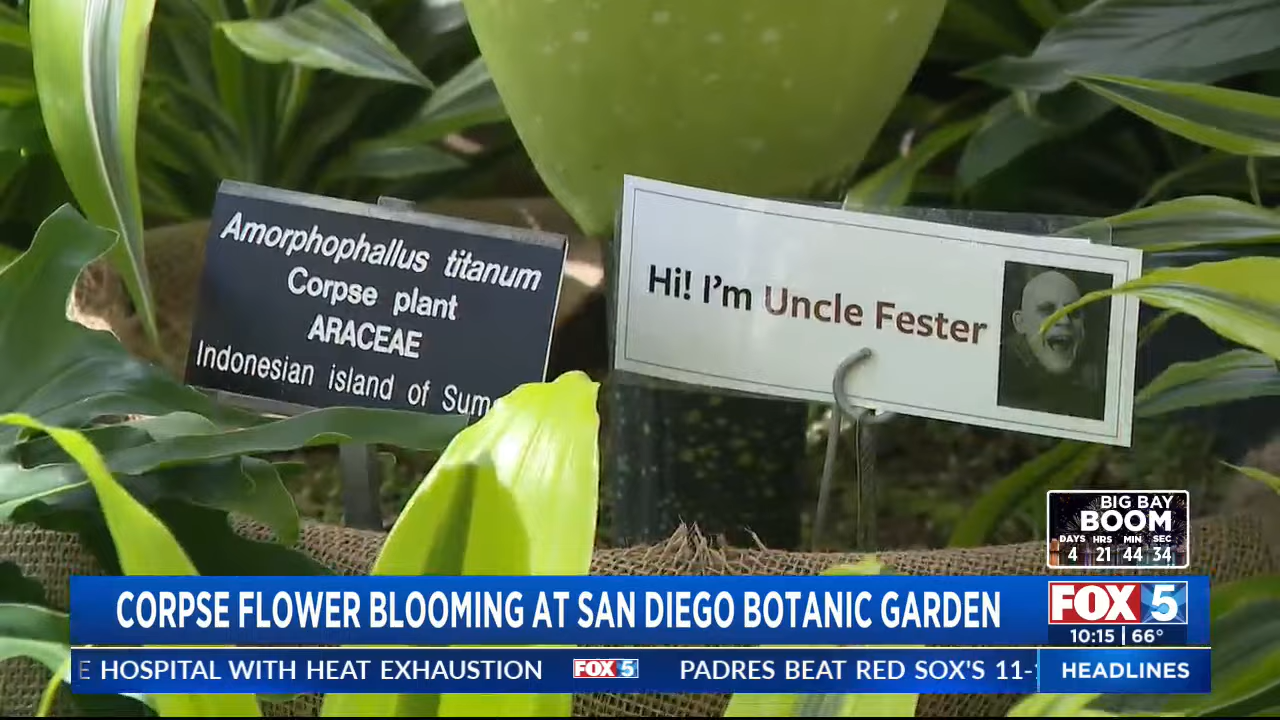 Amorphophallus titanum
Corpse plant
ARACEAE
Indonesian island of
Hi! I'm Uncle Fester
BIG BAY
BOOM
DAYS HRS MIN SEC
4 21 44 34
CORPSE FLOWER BLOOMING AT SAN DIEGO BOTANIC GARDEN
FOX 5
10:15 | 66°
HOSPITAL WITH HEAT EXHAUSTION FOX 5 PADRES BEAT RED SOX'S 11-
HEADLINES